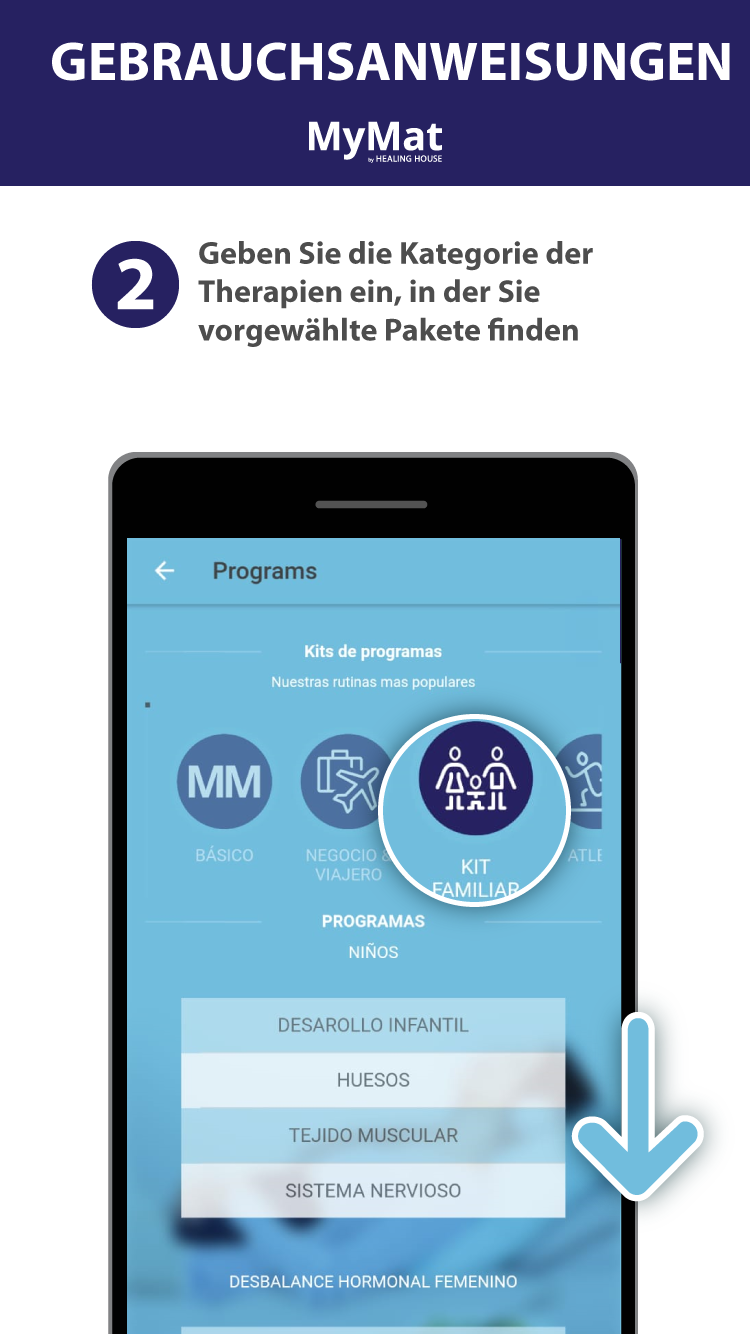 GEBRAUCHSANWEISUNGEN
MyMat
by HEALING HOUSE
2
Geben Sie die Kategorie der
Therapien ein, in der Sie
vorgewählte Pakete finden
Programs
Kits de programas
Nuestras rutinas mas populares
MM
BÁSICO
NEGOCIO &
VIAJERO
KIT
FAMILIAR
ATLE
PROGRAMAS
NIÑOS
DESAROLLO INFANTIL
HUESOS
TEJIDO MUSCULAR
SISTEMA NERVIOSO
DESBALANCE HORMONAL FEMENINO